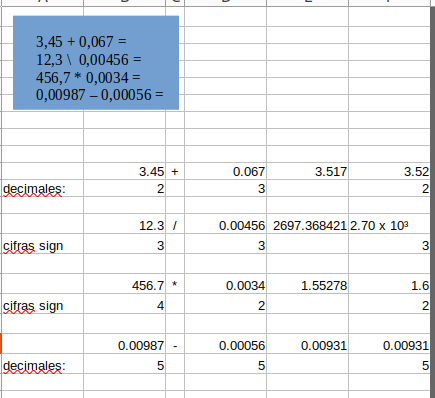 3,45 + 0,067 =
12,3 \ 0,00456 =
456,7 * 0,0034 =
0,00987 – 0,00056 =
3.45 + 0.067 3.517 3.52
decimales: 2 3 2
12.3 / 0.00456 2697.368421 2.70 x 10³
cifras sign 3 3 3
456.7 * 0.0034 1.55278 1.6
cifras sign 4 2 2
0.00987 - 0.00056 0.00931 0.00931
decimales: 5 5 5